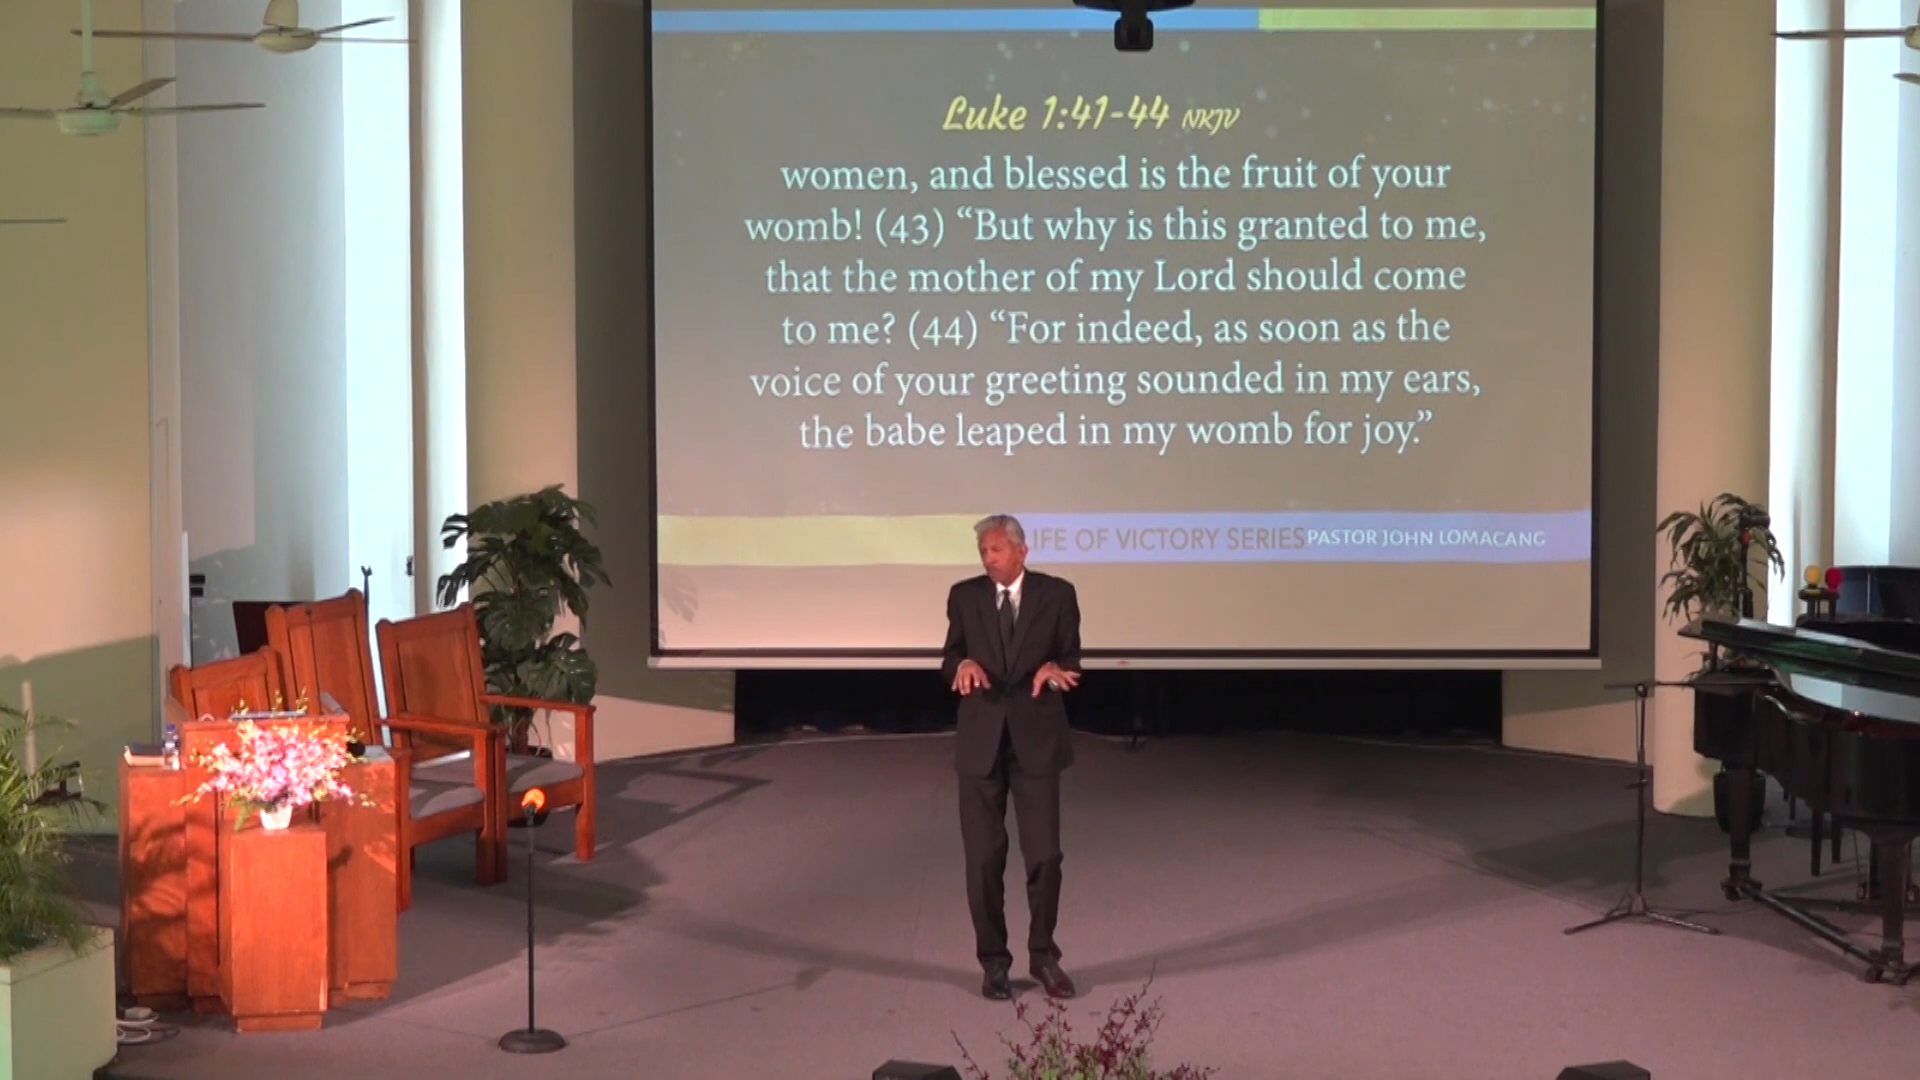 Luke 1:41-44 NKJV
women, and blessed is the fruit of your
womb! (43) “But why is this granted to me,
that the mother of my Lord should come
to me? (44) “For indeed, as soon as the
voice of your greeting sounded in my ears,
the babe leaped in my womb for joy.”
IFE OF VICTORY SERIES PASTOR JOHN LOMACANG